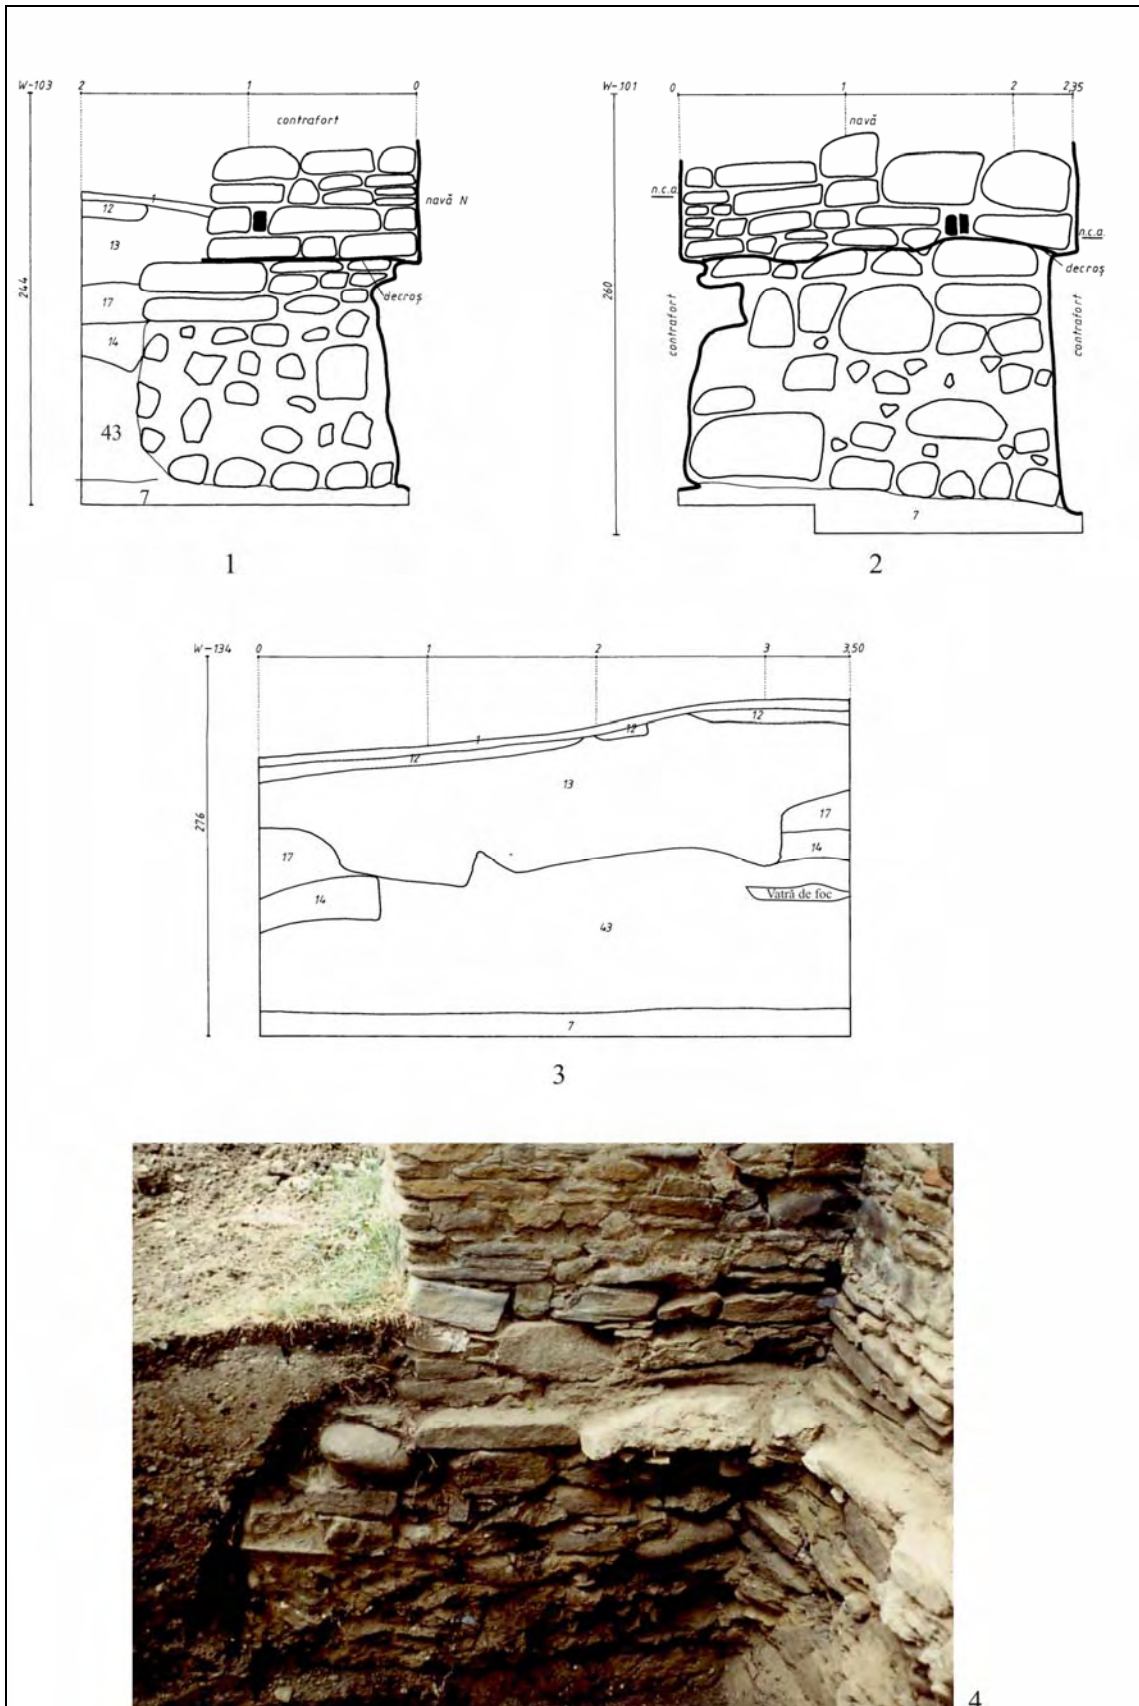 W-103 2 1 0
contrafort
1
12
navă N
13
244
decroș
17
14
43
7
1
W-101 0 1 2 2,35
navă
n.c.a.
n.c.a.
decroș
260
contrafort
contrafort
7
2
W-134 0 1 2 3 3,50
12
12
1
12
13
276
17
17
14
14
Vatră de foc
43
7
3
4